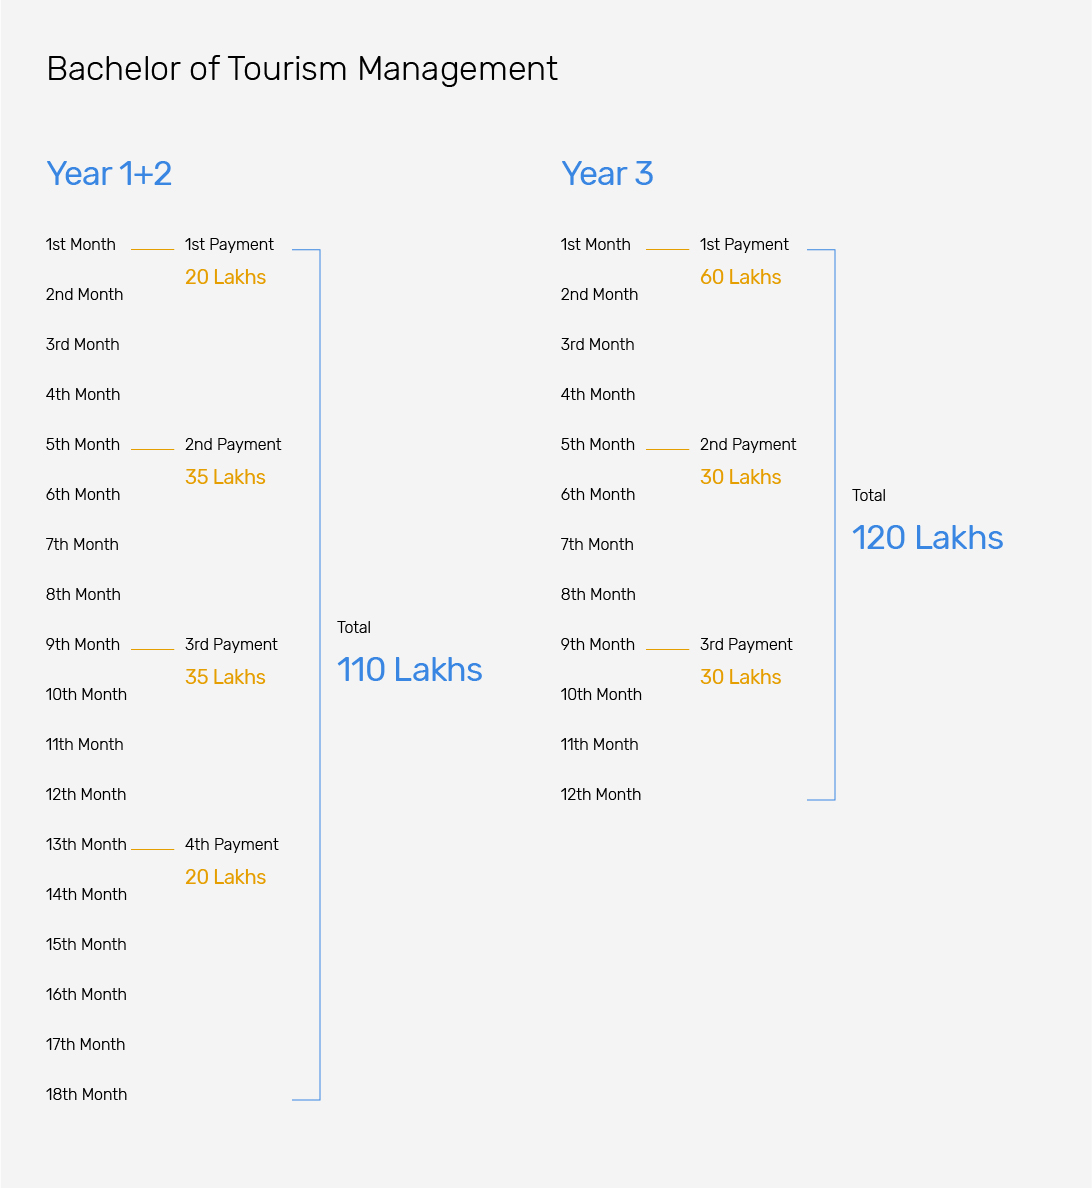 Bachelor of Tourism Management
Year 1+2
1st Month
1st Payment
20 Lakhs
2nd Month
3rd Month
4th Month
5th Month
2nd Payment
35 Lakhs
6th Month
7th Month
8th Month
9th Month
3rd Payment
35 Lakhs
10th Month
11th Month
12th Month
13th Month
4th Payment
20 Lakhs
14th Month
15th Month
16th Month
17th Month
18th Month
Total
110 Lakhs
Year 3
1st Month
1st Payment
60 Lakhs
2nd Month
3rd Month
4th Month
5th Month
2nd Payment
30 Lakhs
6th Month
7th Month
8th Month
9th Month
3rd Payment
30 Lakhs
10th Month
11th Month
12th Month
Total
120 Lakhs